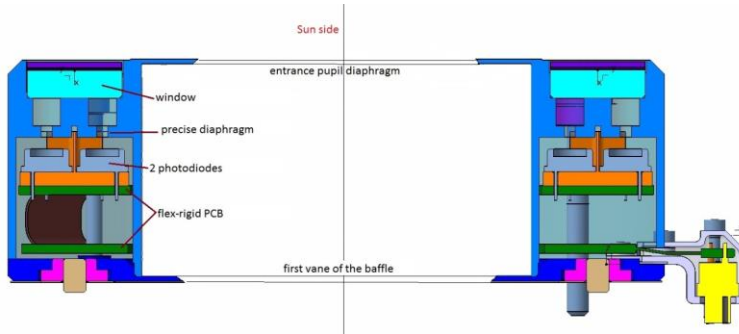 Sun side
entrance pupil diaphragm
window
precise diaphragm
2 photodiodes
flex-rigid PCB
first vane of the baffle